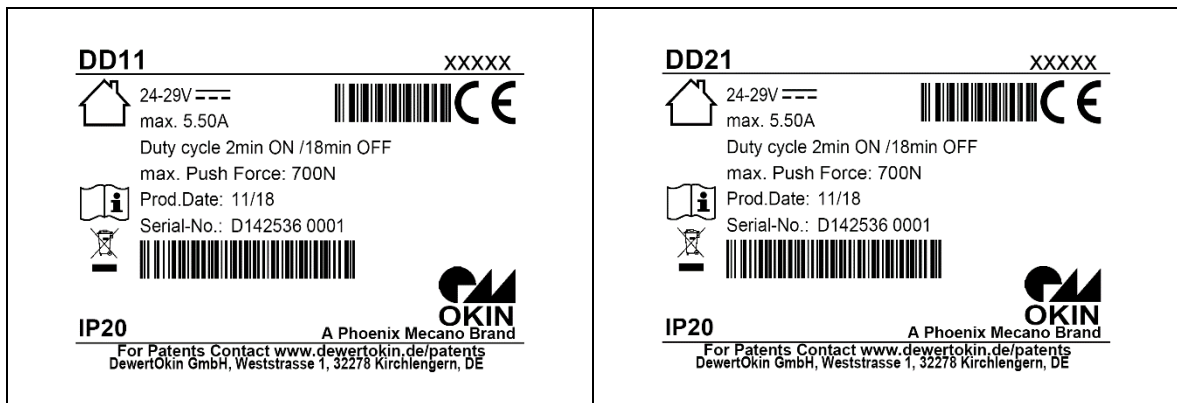 DD11 XXXXX
24-29V
max. 5.50A
CE
Duty cycle 2min ON /18min OFF
max. Push Force: 700N
Prod.Date: 11/18
Serial-No.: D142536 0001
OKIN
IP20
A Phoenix Mecano Brand
For Patents Contact www.dewertokin.de/patents
DewertOkin GmbH, Weststrasse 1, 32278 Kirchlengern, DE
DD21 XXXXX
24-29V
max. 5.50A
CE
Duty cycle 2min ON /18min OFF
max. Push Force: 700N
Prod.Date: 11/18
Serial-No.: D142536 0001
OKIN
IP20
A Phoenix Mecano Brand
For Patents Contact www.dewertokin.de/patents
DewertOkin GmbH, Weststrasse 1, 32278 Kirchlengern, DE